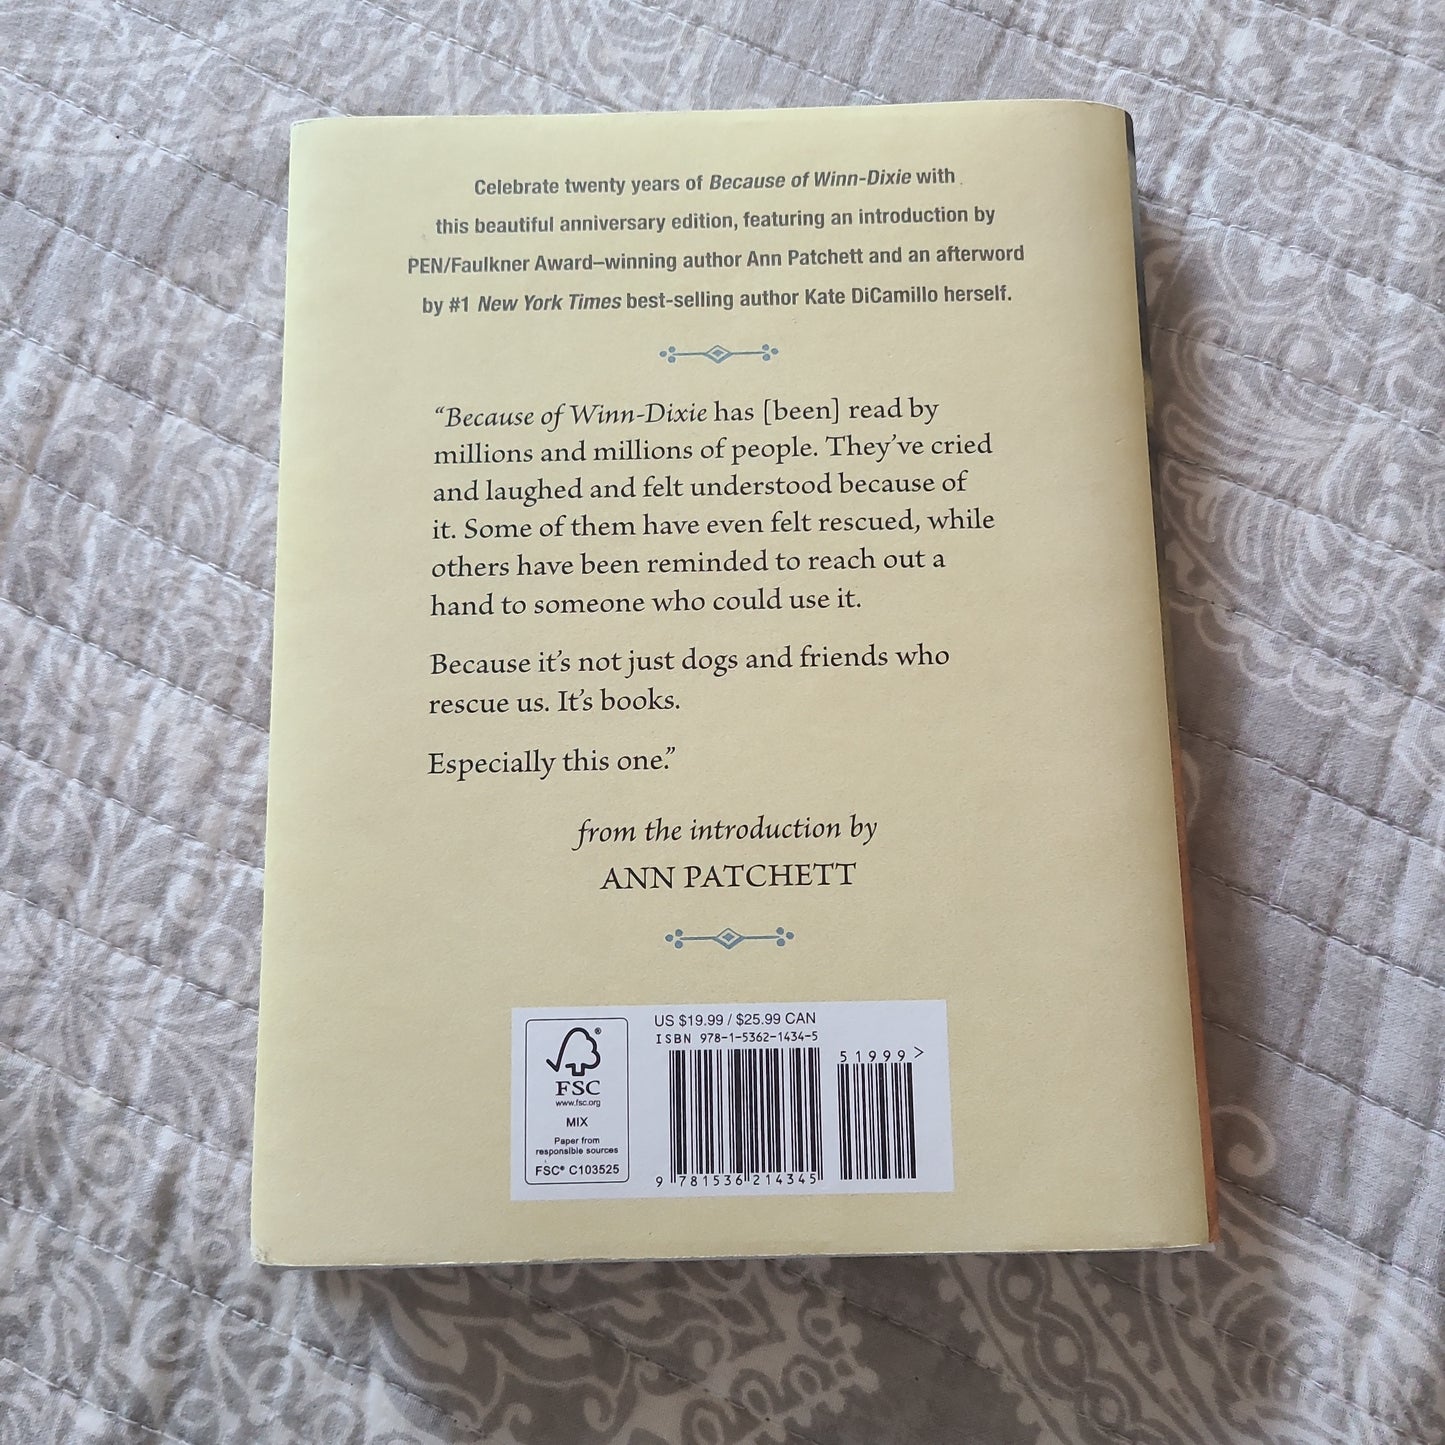 Celebrate twenty years of Because of Winn-Dixie with
this beautiful anniversary edition, featuring an introduction by
PEN/Faulkner Award–winning author Ann Patchett and an afterword
by #1 New York Times best-selling author Kate DiCamillo herself.
“Because of Winn-Dixie has [been] read by
millions and millions of people. They’ve cried
and laughed and felt understood because of
it. Some of them have even felt rescued, while
others have been reminded to reach out a
hand to someone who could use it.
Because it’s not just dogs and friends who
rescue us. It’s books.
Especially this one.”
from the introduction by
ANN PATCHETT
FSC®
www.fsc.org
MIX
Paper from
responsible sources
FSC® C103525
US $19.99 / $25.99 CAN
ISBN 978-1-5362-1434-5
51999>
9 781536 214345